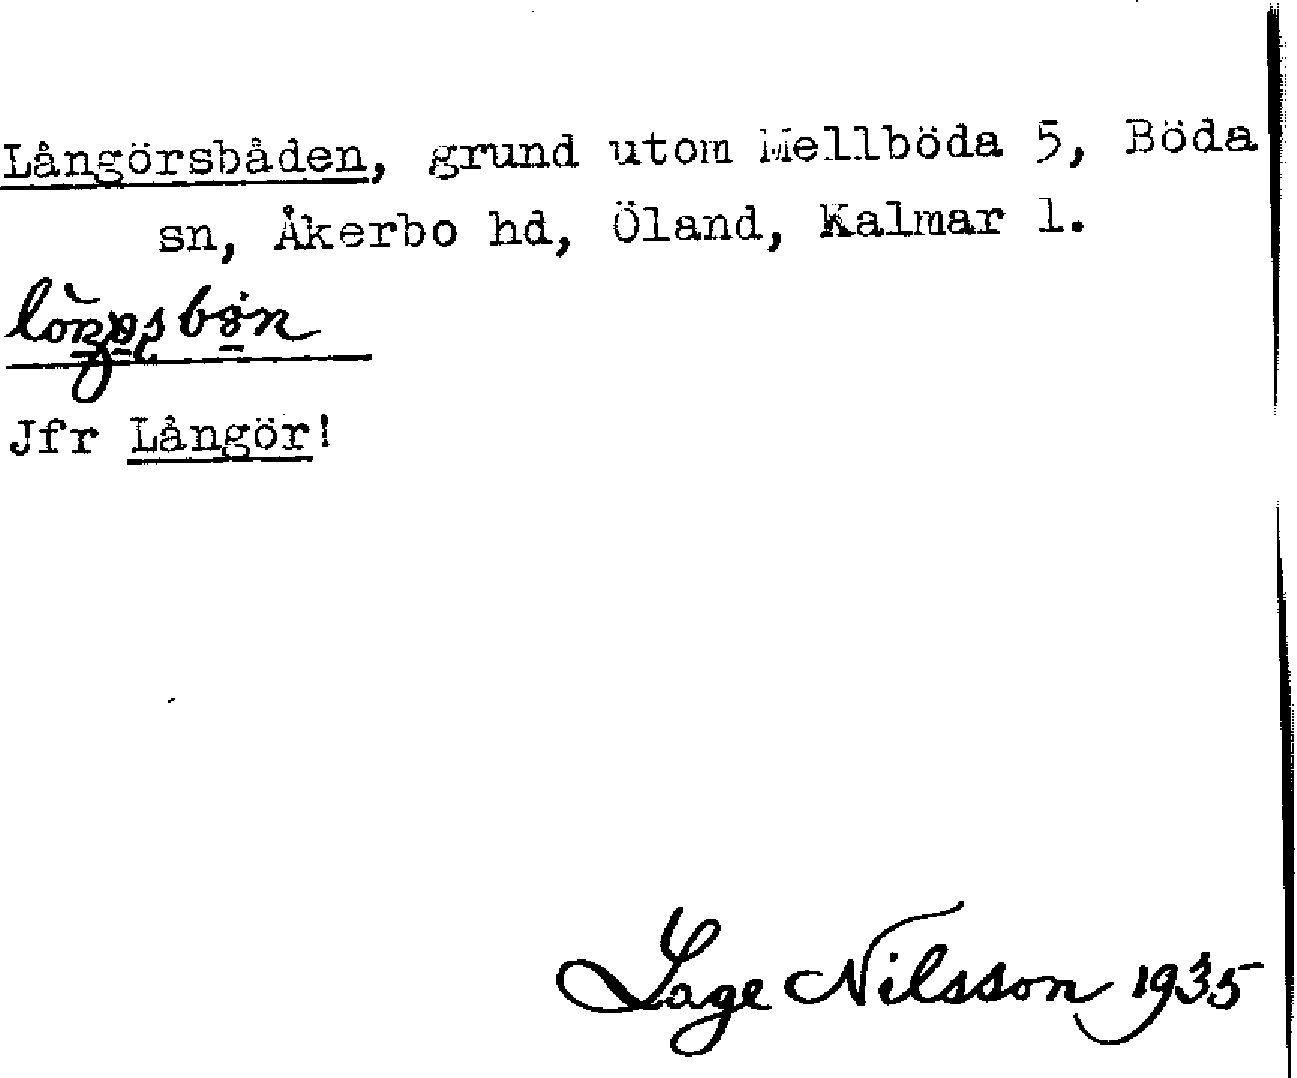 Långörsbåden, grund utom Mellböda 5, Böda
sn, Åkerbo hd, Öland, Kalmar l.
Jfr Långör!
Lage Nilsson 1935